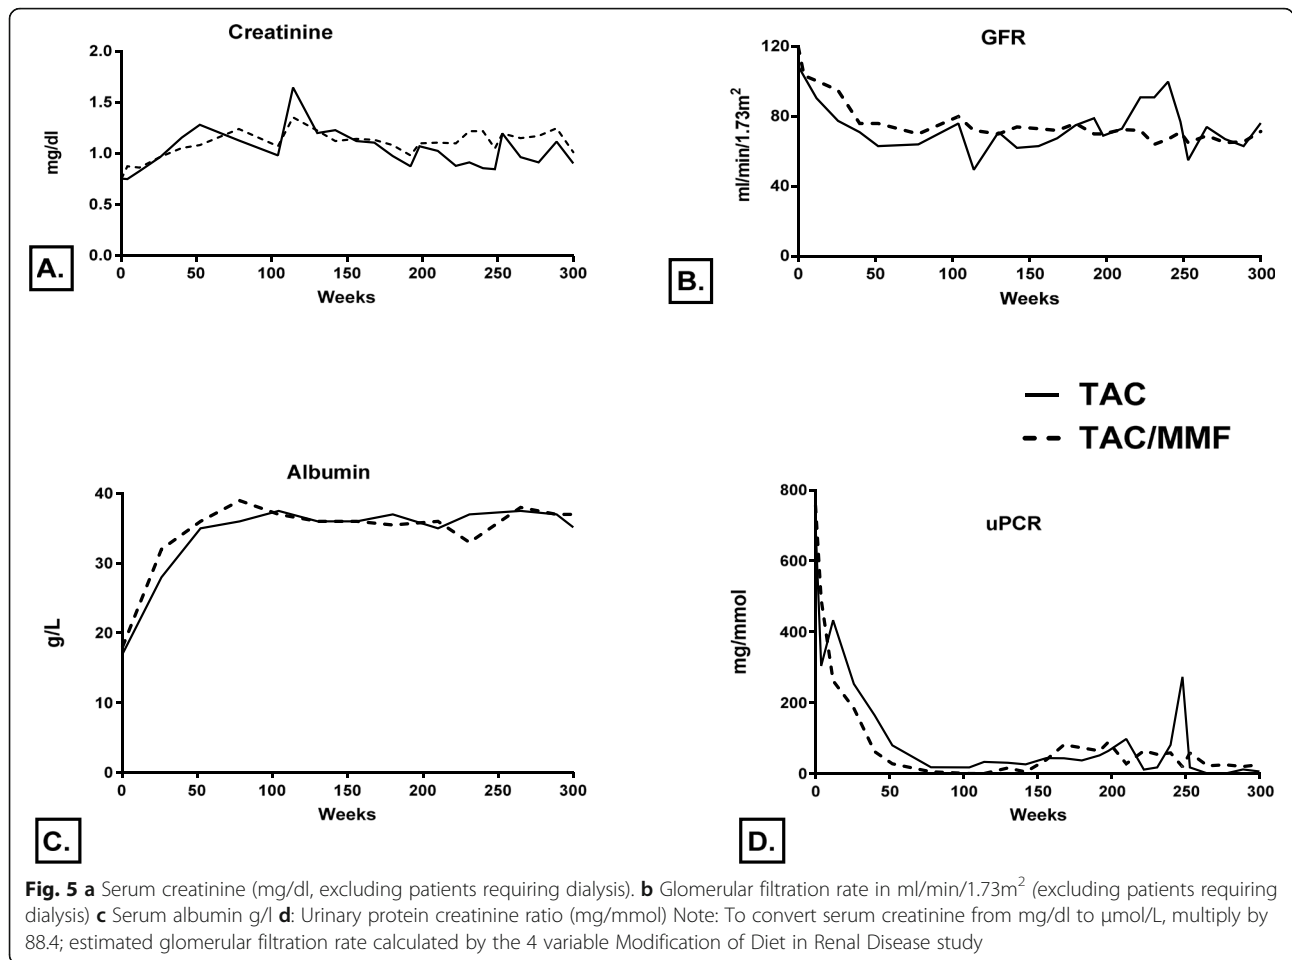 Creatinine
2.0
1.5
1.0
0.5
0.0
mg/dl
0 50 100 150 200 250 300
Weeks
A.
GFR
120
80
40
0
ml/min/1.73m²
0 50 100 150 200 250 300
Weeks
B.
TAC
TAC/MMF
Albumin
40
30
20
10
0
g/L
0 50 100 150 200 250 300
Weeks
C.
uPCR
800
600
400
200
0
mg/mmol
0 50 100 150 200 250 300
Weeks
D.
Fig. 5 a Serum creatinine (mg/dl, excluding patients requiring dialysis). b Glomerular filtration rate in ml/min/1.73m² (excluding patients requiring
dialysis) c Serum albumin g/l d: Urinary protein creatinine ratio (mg/mmol) Note: To convert serum creatinine from mg/dl to μmol/L, multiply by
88.4; estimated glomerular filtration rate calculated by the 4 variable Modification of Diet in Renal Disease study